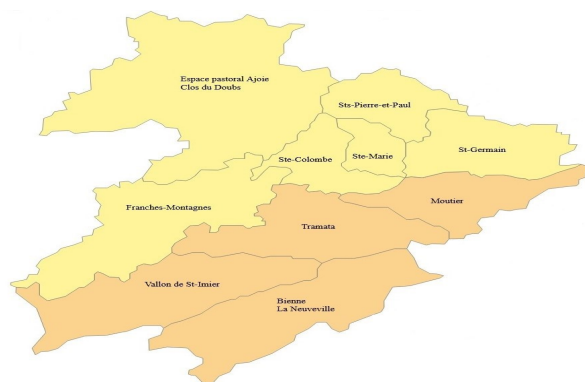 Espace pastoral Ajoie
Clos du Doubs
Sts-Pierre-et-Paul
St-Germain
Ste-Colombe
Ste-Marie
Moutier
Franches-Montagnes
Tramata
Vallon de St-Imier
Bienne
La Neuveville